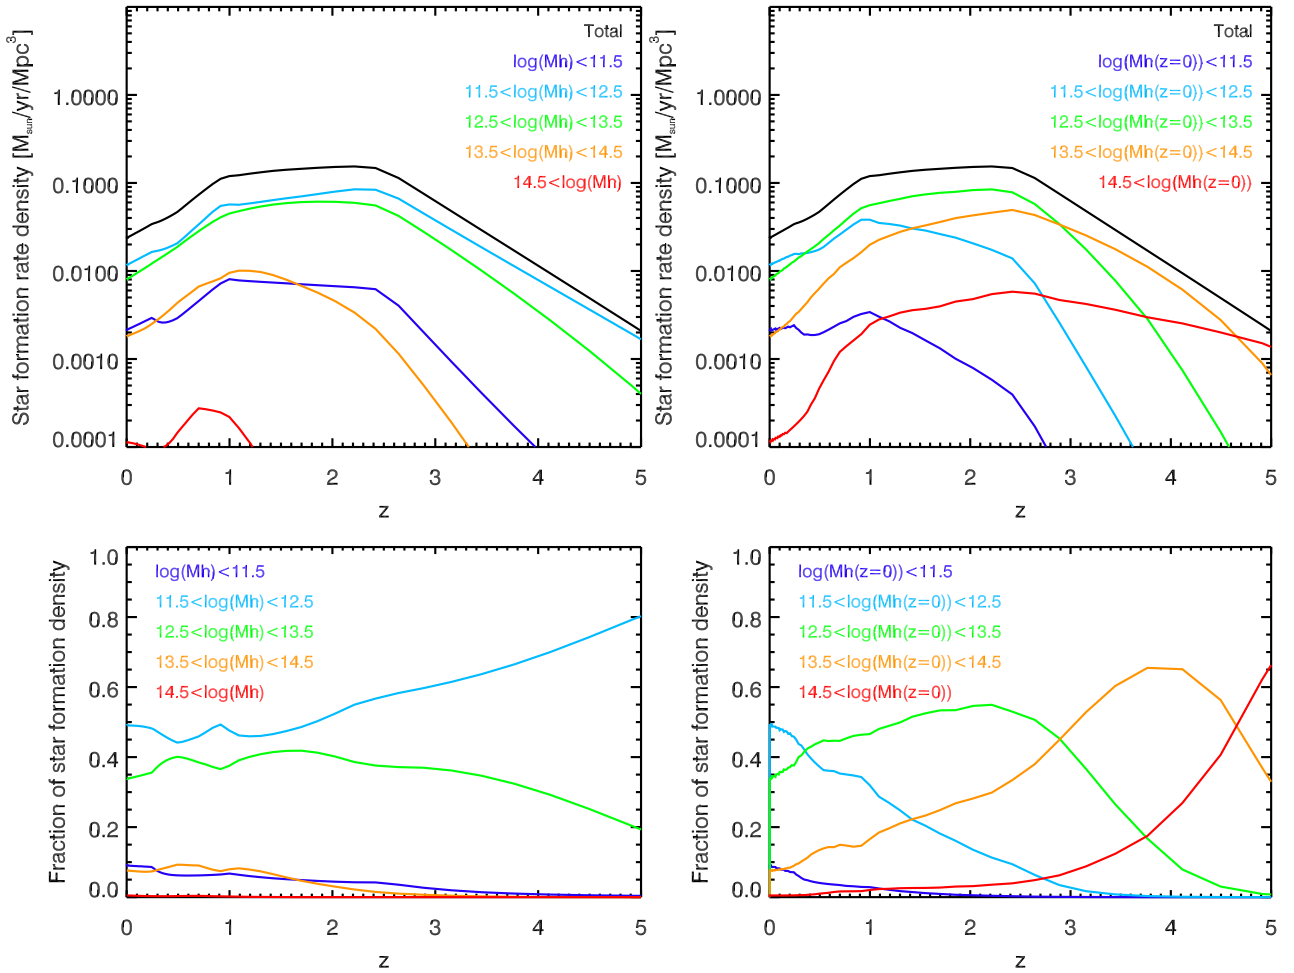 Star formation rate density [Msun/yr/Mpc3]
Total
log(Mh)<11.5
11.5<log(Mh)<12.5
12.5<log(Mh)<13.5
13.5<log(Mh)<14.5
14.5<log(Mh)
1.0000
0.1000
0.0100
0.0010
0.0001
0 1 2 3 4 5
z
Star formation rate density [Msun/yr/Mpc3]
Total
log(Mh(z=0))<11.5
11.5<log(Mh(z=0))<12.5
12.5<log(Mh(z=0))<13.5
13.5<log(Mh(z=0))<14.5
14.5<log(Mh(z=0))
1.0000
0.1000
0.0100
0.0010
0.0001
0 1 2 3 4 5
z
Fraction of star formation density
log(Mh)<11.5
11.5<log(Mh)<12.5
12.5<log(Mh)<13.5
13.5<log(Mh)<14.5
14.5<log(Mh)
1.0
0.8
0.6
0.4
0.2
0.0
0 1 2 3 4 5
z
Fraction of star formation density
log(Mh(z=0))<11.5
11.5<log(Mh(z=0))<12.5
12.5<log(Mh(z=0))<13.5
13.5<log(Mh(z=0))<14.5
14.5<log(Mh(z=0))
1.0
0.8
0.6
0.4
0.2
0.0
0 1 2 3 4 5
z